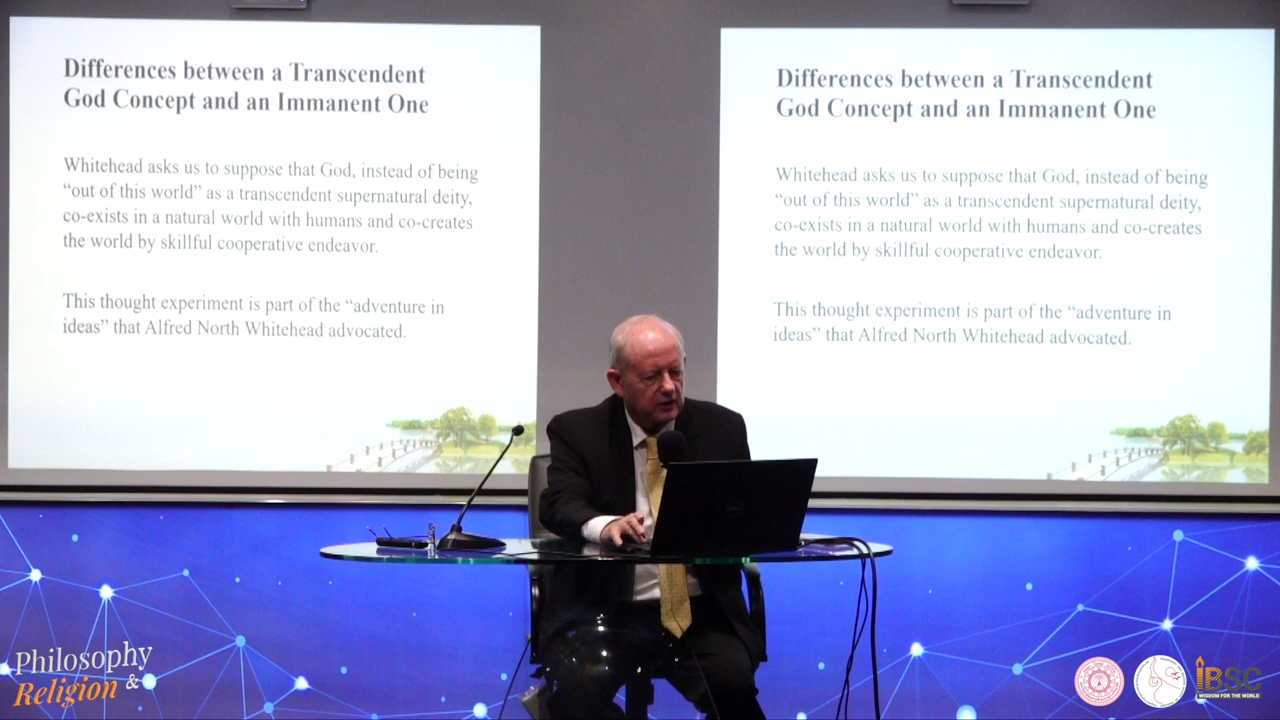 Differences between a Transcendent
God Concept and an Immanent One
Whitehead asks us to suppose that God, instead of being
“out of this world” as a transcendent supernatural deity,
co-exists in a natural world with humans and co-creates
the world by skillful cooperative endeavor.
This thought experiment is part of the “adventure in
ideas” that Alfred North Whitehead advocated.
Differences between a Transcendent
God Concept and an Immanent One
Whitehead asks us to suppose that God, instead of being
“out of this world” as a transcendent supernatural deity,
co-exists in a natural world with humans and co-creates
the world by skillful cooperative endeavor.
This thought experiment is part of the “adventure in
ideas” that Alfred North Whitehead advocated.
Philosophy
Religion &
IBSC
WISDOM FOR THE WORLD